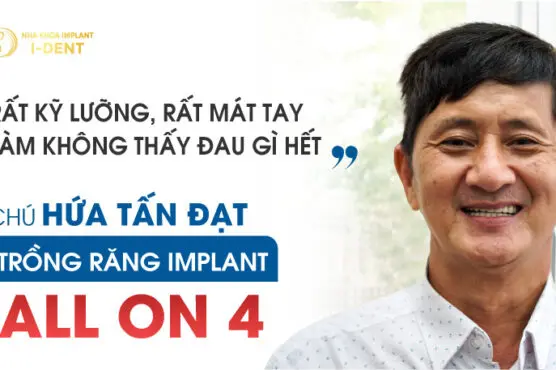 NHA KHOA IMPLANT
I-DENT
RẤT KỸ LƯỠNG, RẤT MÁT TAY
LÀM KHÔNG THẤY ĐAU GÌ HẾT ”
CHÚ HỨA TẤN ĐẠT
TRỒNG RĂNG IMPLANT
ALL ON 4